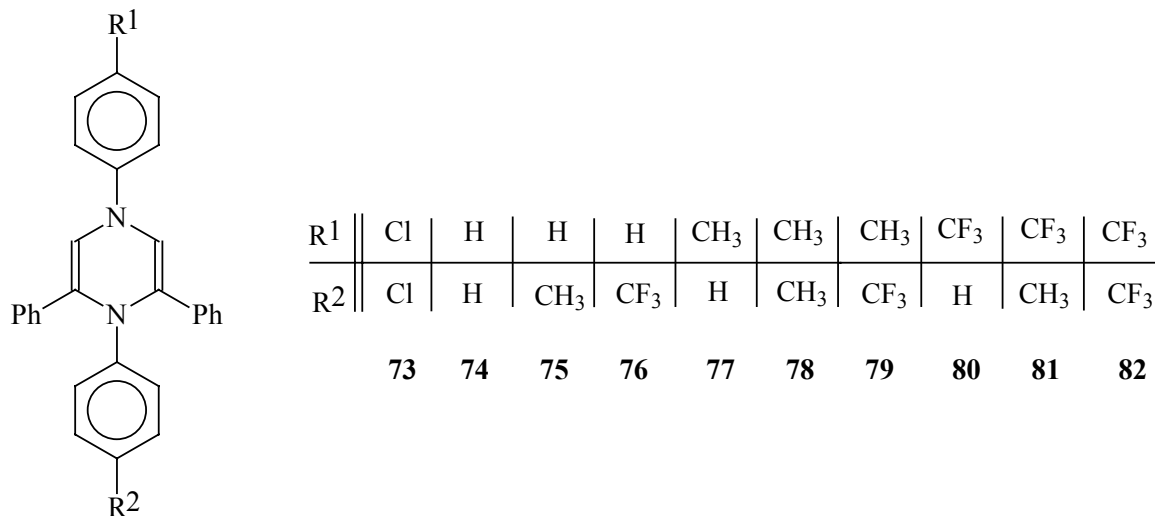 R1
N
Ph N Ph
R2
R1 Cl H H H CH3 CH3 CH3 CF3 CF3 CF3
R2 Cl H CH3 CF3 H CH3 CF3 H CH3 CF3
73 74 75 76 77 78 79 80 81 82